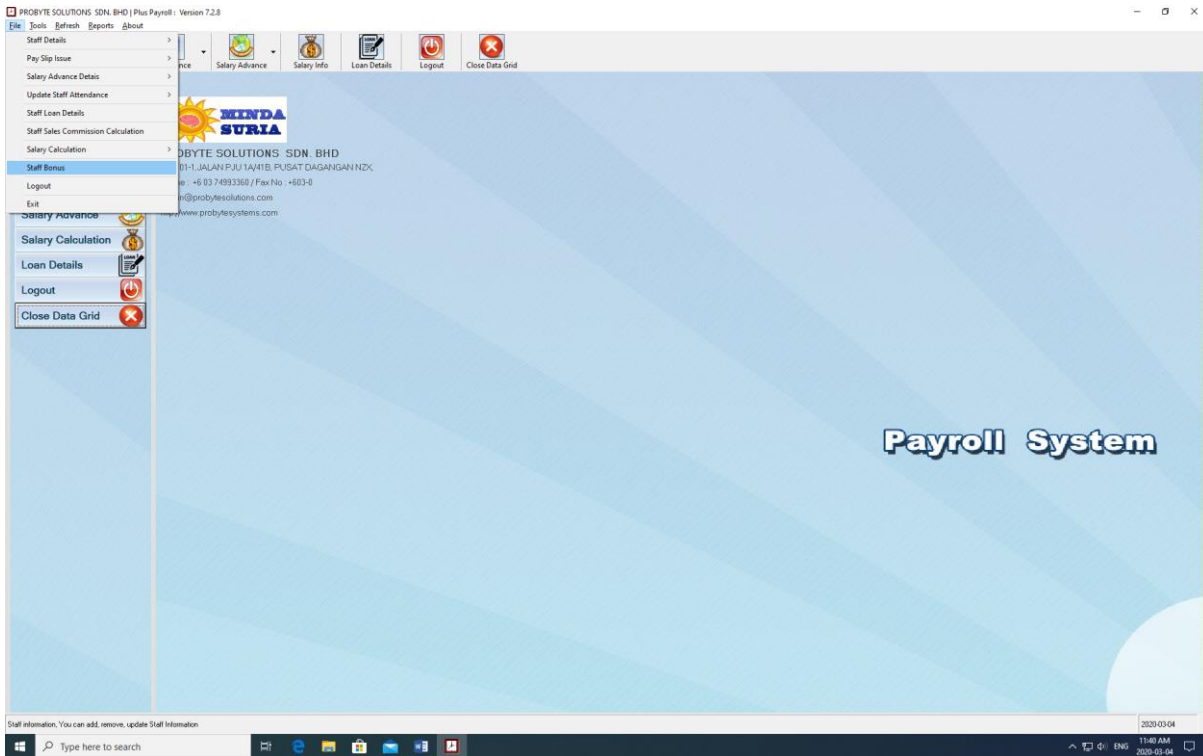 PROBYTE SOLUTIONS SDN. BHD | Plus Payroll : Version 7.2.8
File Tools Refresh Reports About
Staff Details
Pay Slip Issue
Salary Advance Detais
Update Staff Attendance
Staff Loan Details
Staff Sales Commission Calculation
Salary Calculation
Staff Bonus
Logout
Exit
Salary Advance Salary Info Loan Details Logout Close Data Grid
MINDA
SURIA
SOLUTIONS SDN. BHD
JALAN PJU 1A/41B, PUSAT DAGANGAN NZX,
+6 03 74993360 / Fax No : +603-0
@probytesolutions.com
www.probytesystems.com
Salary Advance
Salary Calculation
Loan Details
Logout
Close Data Grid
Payroll System
Staff information, You can add, remove, update Staff Information
2020-03-04
Type here to search
ENG
11:40 AM
2020-03-04